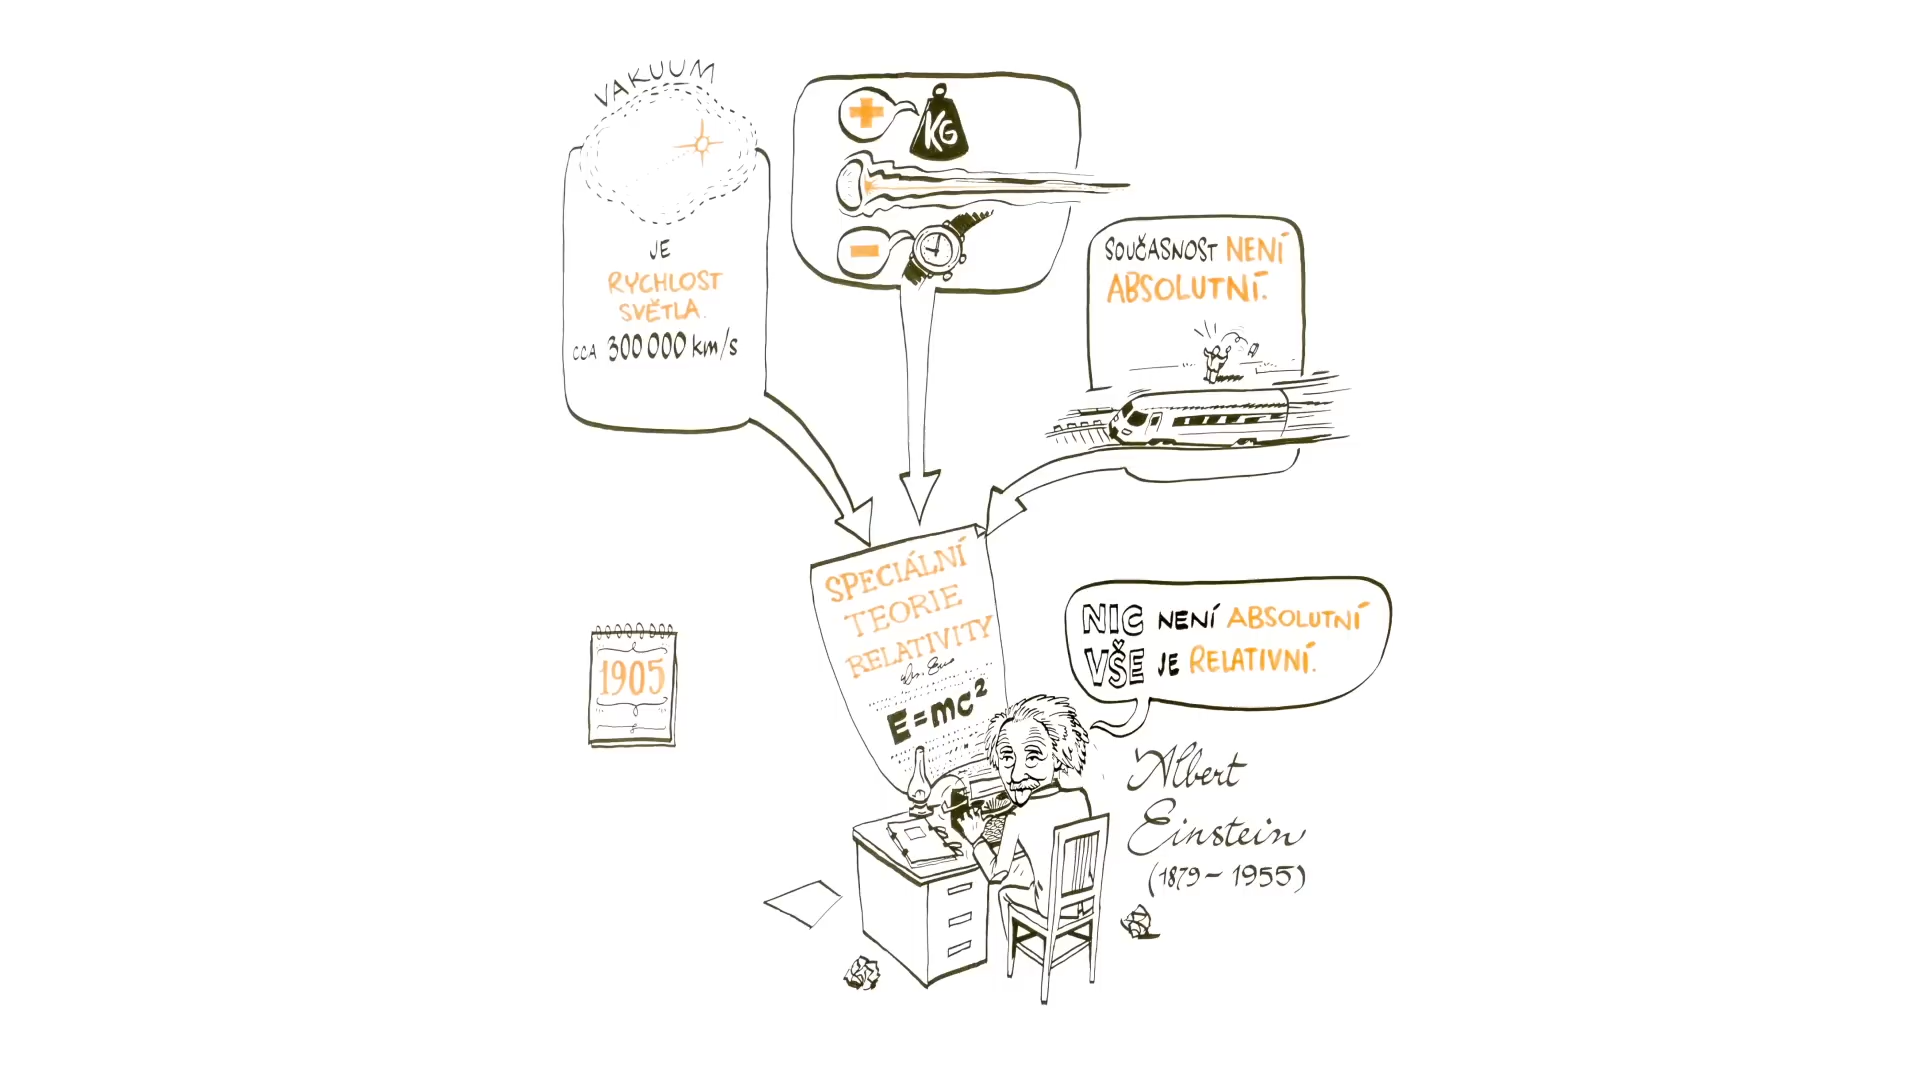 VAKUUM
JE
RYCHLOST
SVĚTLA.
CCA 300 000 km/s
KG
SOUČASNOST NENÍ
ABSOLUTNÍ.
SPECIÁLNÍ
TEORIE
RELATIVITY
E=mc²
1905
NIC NENÍ ABSOLUTNÍ
VŠE JE RELATIVNÍ.
Albert
Einstein
(1879 – 1955)